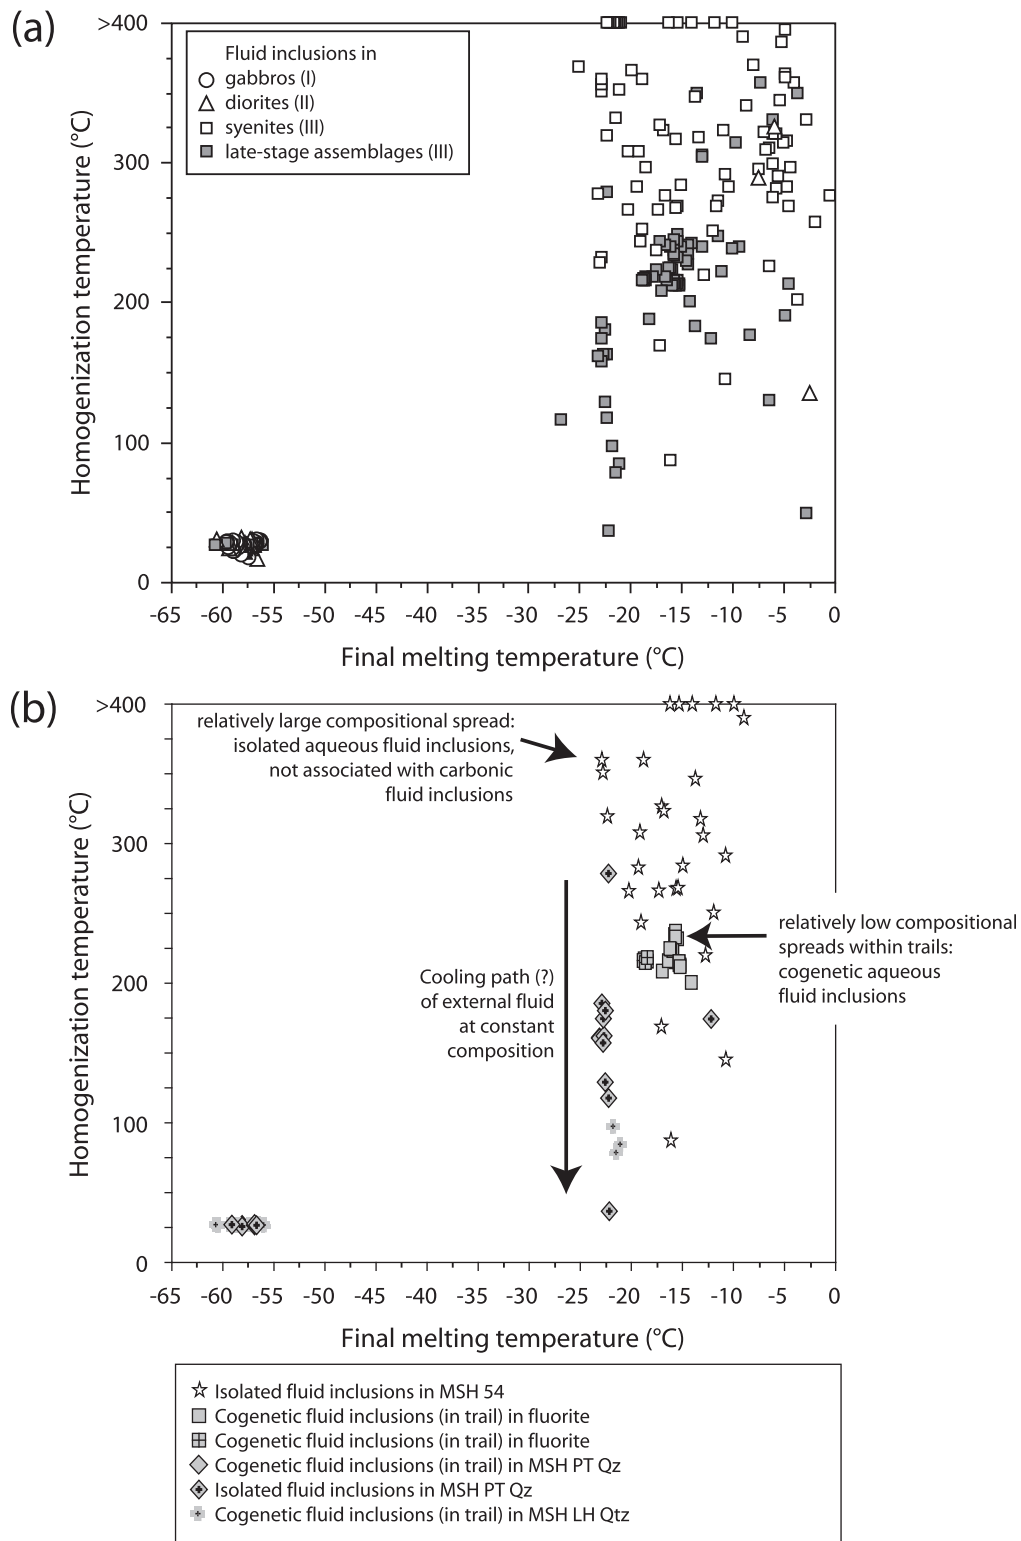 (a)
>400
300
200
100
0
Homogenization temperature (°C)
Fluid inclusions in
gabbros (I)
diorites (II)
syenites (III)
late-stage assemblages (III)
-65 -60 -55 -50 -45 -40 -35 -30 -25 -20 -15 -10 -5 0
Final melting temperature (°C)
(b)
>400
300
200
100
0
Homogenization temperature (°C)
relatively large compositional spread:
isolated aqueous fluid inclusions,
not associated with carbonic
fluid inclusions
Cooling path (?)
of external fluid
at constant
composition
relatively low compositional
spreads within trails:
cogenetic aqueous
fluid inclusions
-65 -60 -55 -50 -45 -40 -35 -30 -25 -20 -15 -10 -5 0
Final melting temperature (°C)
Isolated fluid inclusions in MSH 54
Cogenetic fluid inclusions (in trail) in fluorite
Cogenetic fluid inclusions (in trail) in fluorite
Cogenetic fluid inclusions (in trail) in MSH PT Qz
Isolated fluid inclusions in MSH PT Qz
Cogenetic fluid inclusions (in trail) in MSH LH Qtz